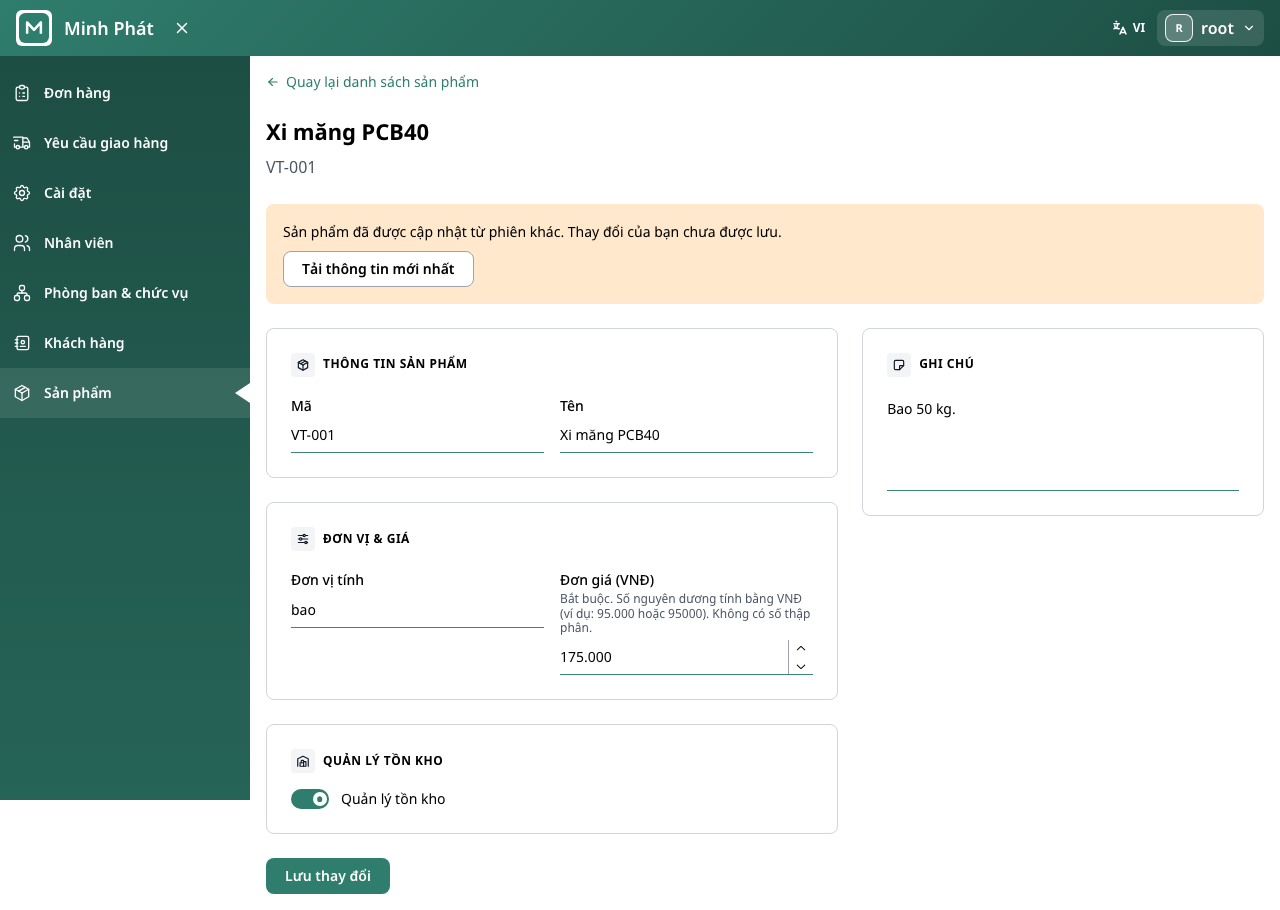 Minh Phát
VI
R
root
Đơn hàng
Yêu cầu giao hàng
Cài đặt
Nhân viên
Phòng ban & chức vụ
Khách hàng
Sản phẩm
Quay lại danh sách sản phẩm
Xi măng PCB40
VT-001
Sản phẩm đã được cập nhật từ phiên khác. Thay đổi của bạn chưa được lưu.
Tải thông tin mới nhất
THÔNG TIN SẢN PHẨM
Mã
VT-001
Tên
Xi măng PCB40
GHI CHÚ
Bao 50 kg.
ĐƠN VỊ & GIÁ
Đơn vị tính
bao
Đơn giá (VNĐ)
Bắt buộc. Số nguyên dương tính bằng VNĐ
(ví dụ: 95.000 hoặc 95000). Không có số thập
phân.
175.000
QUẢN LÝ TỒN KHO
Quản lý tồn kho
Lưu thay đổi